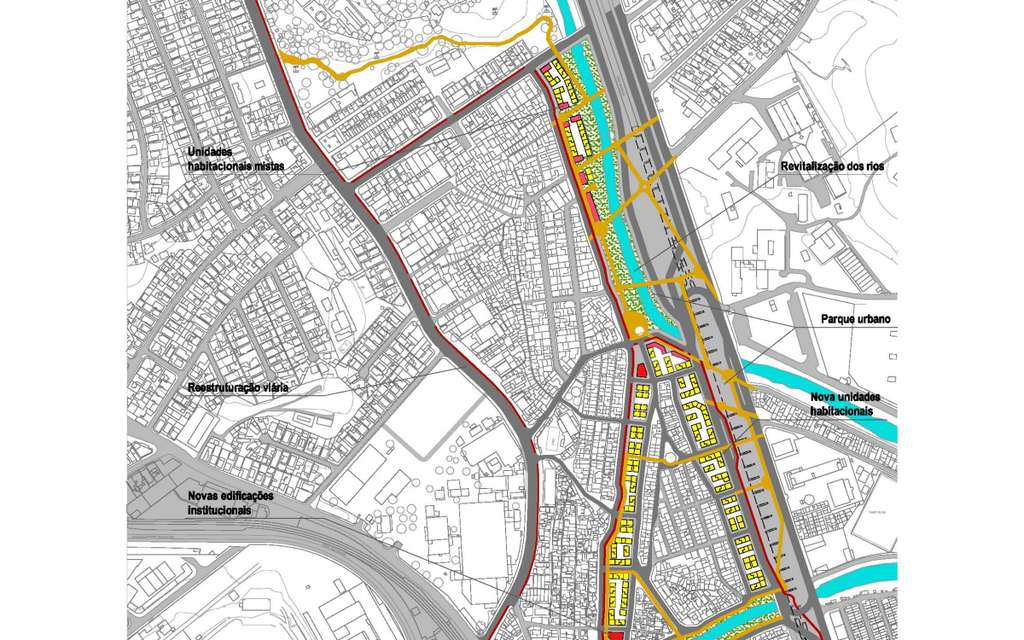 Unidades
habitacionais mistas
Revitalização dos rios
Parque urbano
Reestruturação viária
Nova unidades
habitacionais
Novas edificações
institucionais